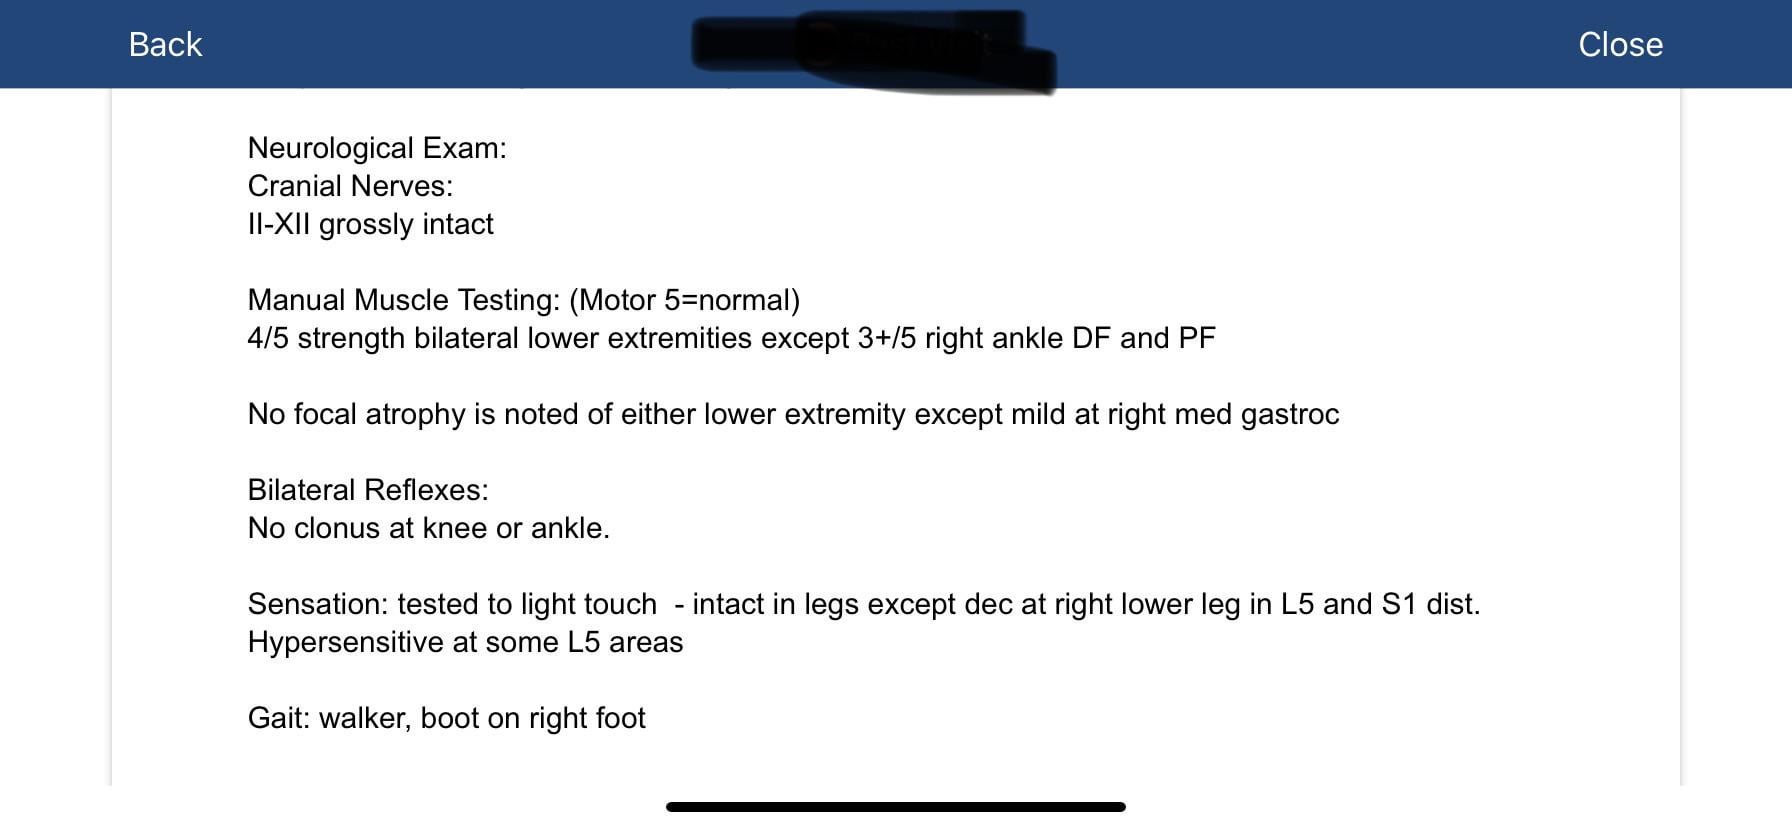 Back
Close
Neurological Exam:
Cranial Nerves:
II-XII grossly intact
Manual Muscle Testing: (Motor 5=normal)
4/5 strength bilateral lower extremities except 3+/5 right ankle DF and PF
No focal atrophy is noted of either lower extremity except mild at right med gastroc
Bilateral Reflexes:
No clonus at knee or ankle.
Sensation: tested to light touch  - intact in legs except dec at right lower leg in L5 and S1 dist.
Hypersensitive at some L5 areas
Gait: walker, boot on right foot